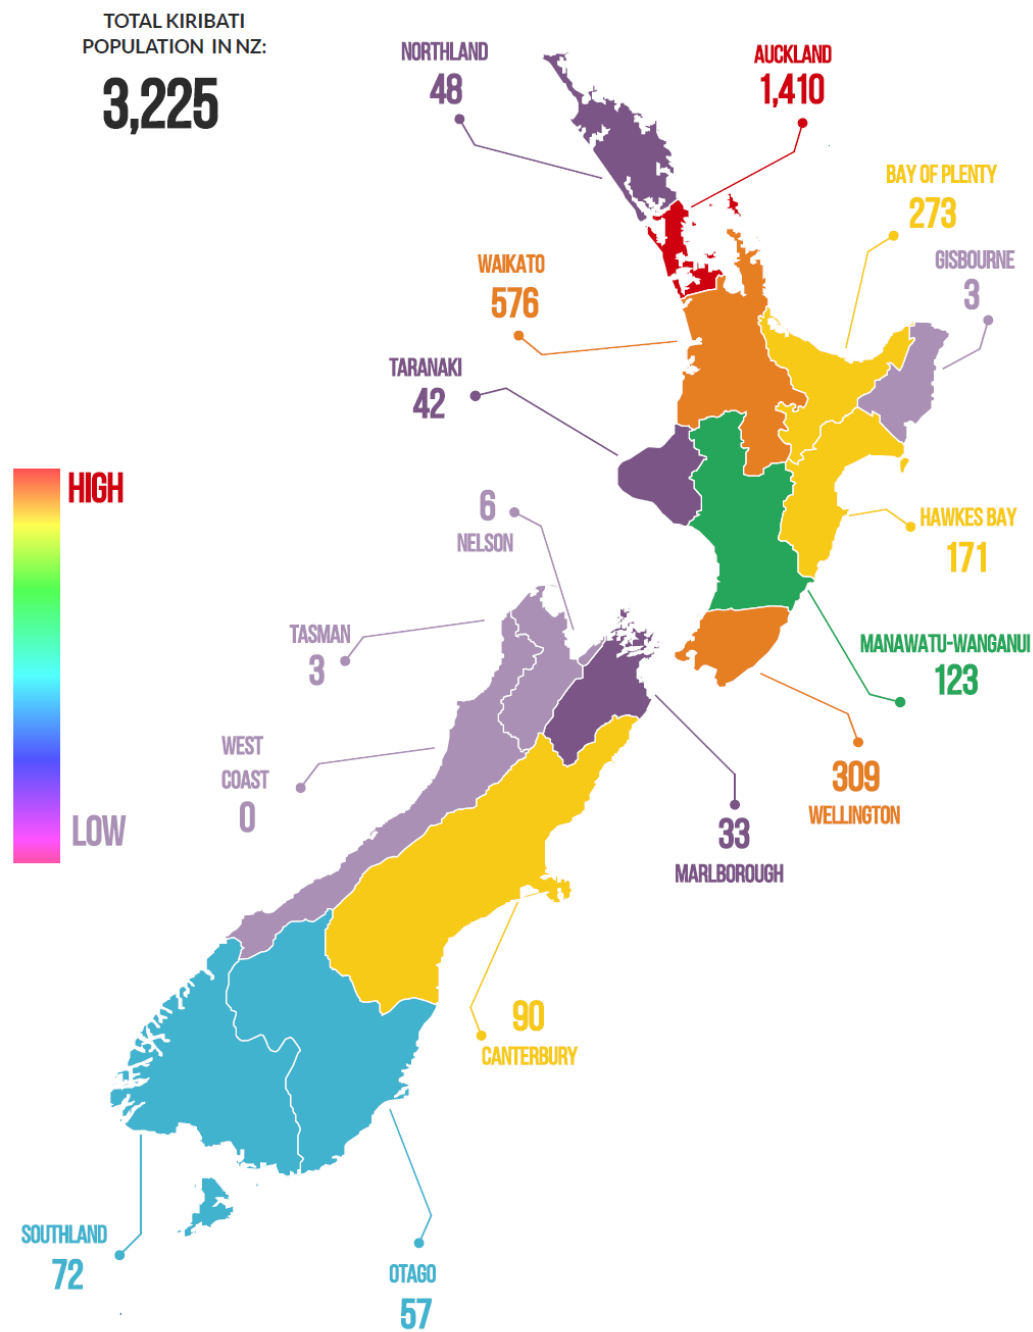 TOTAL KIRIBATI
POPULATION IN NZ:
3,225
NORTHLAND
48
AUCKLAND
1,410
BAY OF PLENTY
273
GISBOURNE
3
WAIKATO
576
TARANAKI
42
HIGH
6
NELSON
HAWKES BAY
171
TASMAN
3
MANAWATU-WANGANUI
123
WEST
COAST
0
LOW
309
WELLINGTON
33
MARLBOROUGH
90
CANTERBURY
SOUTHLAND
72
OTAGO
57